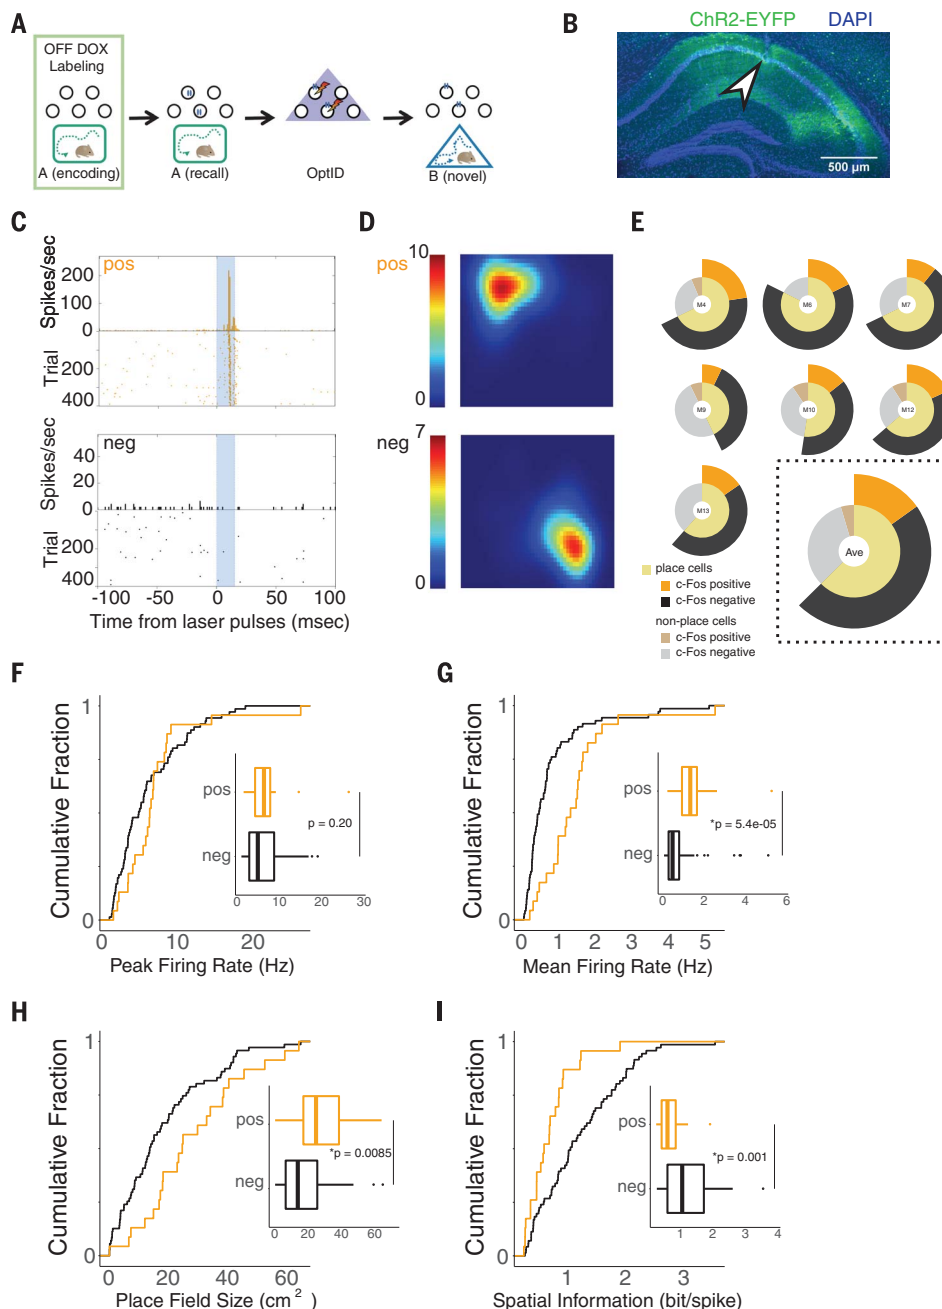 A
OFF DOX
Labeling
A (encoding)
A (recall)
OptID
B (novel)
B
ChR2-EYFP DAPI
500 µm
C
pos
Spikes/sec
200
100
0
Trial
200
400
neg
Spikes/sec
40
20
0
Trial
200
400
-100 -50 0 50 100
Time from laser pulses (msec)
D
pos
10
0
neg
7
0
E
M4
M6
M7
M9
M10
M12
M13
Ave
place cells
c-Fos positive
c-Fos negative
non-place cells
c-Fos positive
c-Fos negative
F
Cumulative Fraction
1
0
0 10 20
Peak Firing Rate (Hz)
pos
neg
p = 0.20
0 10 20 30
G
Cumulative Fraction
1
0
0 1 2 3 4 5
Mean Firing Rate (Hz)
pos
neg
*p = 5.4e-05
0 2 4 6
H
Cumulative Fraction
1
0
0 20 40 60
Place Field Size (cm²)
pos
neg
*p = 0.0085
0 20 40 60
I
Cumulative Fraction
1
0
1 2 3
Spatial Information (bit/spike)
pos
neg
*p = 0.001
1 2 3 4